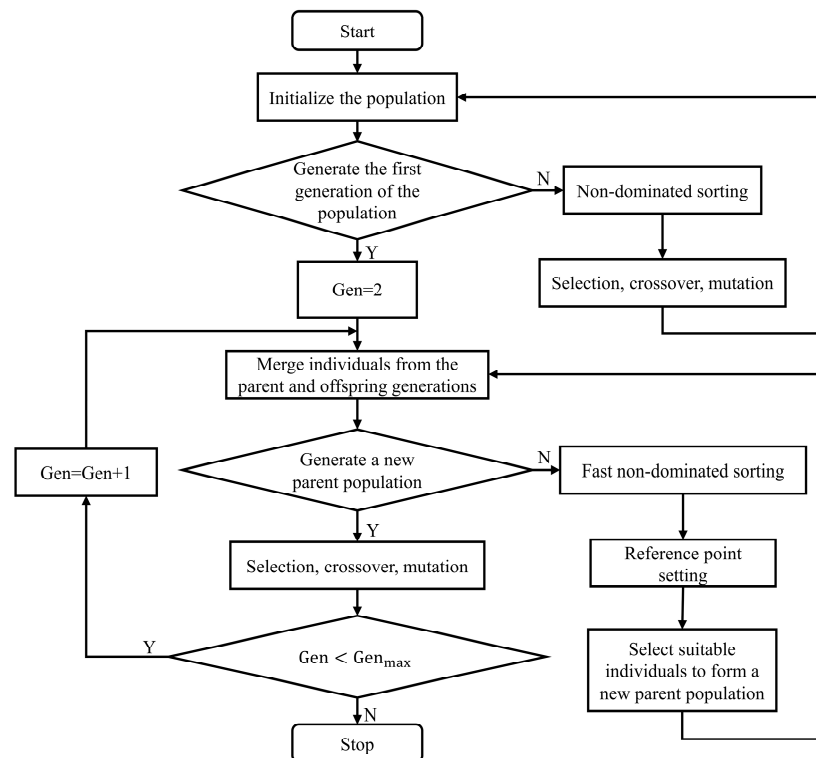 Start
Initialize the population
Generate the first
generation of the
population
N
Non-dominated sorting
Y
Selection, crossover, mutation
Gen=2
Merge individuals from the
parent and offspring generations
Gen=Gen+1
Generate a new
parent population
N
Fast non-dominated sorting
Y
Reference point
setting
Selection, crossover, mutation
Y
Gen < Genmax
Select suitable
individuals to form a
new parent population
N
Stop